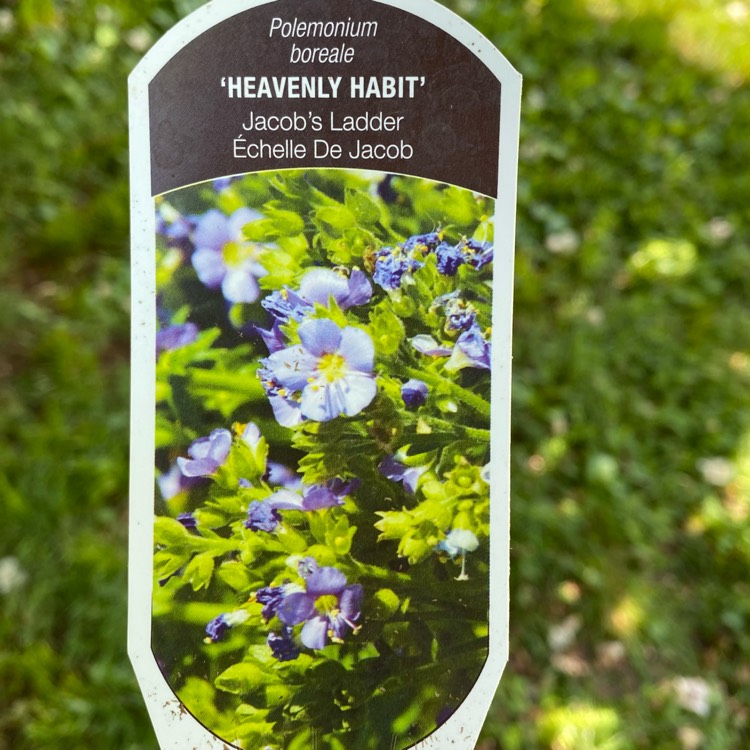 Polemonium
boreale
‘HEAVENLY HABIT’
Jacob’s Ladder
Échelle De Jacob